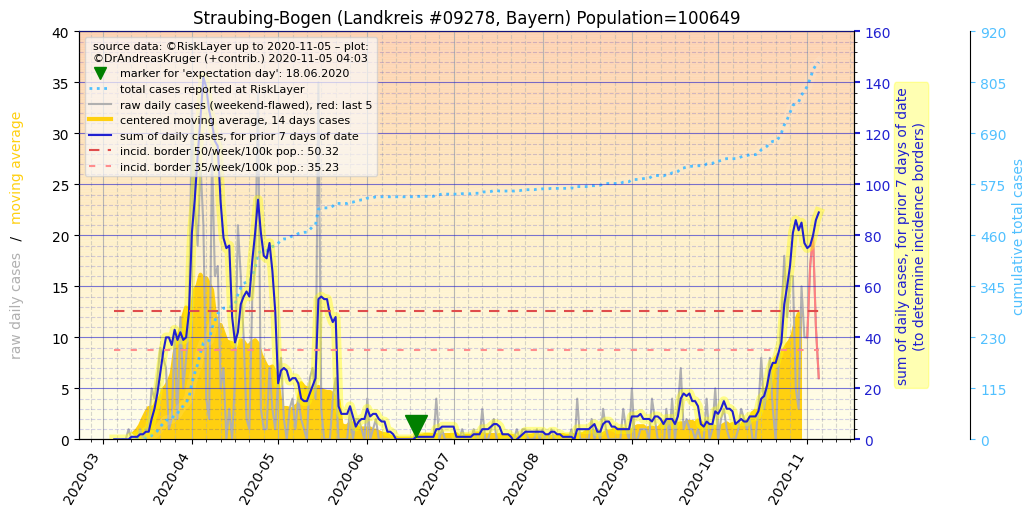 Straubing-Bogen (Landkreis #09278, Bayern) Population=100649
source data: ©RiskLayer up to 2020-11-05 – plot:
©DrAndreasKruger (+contrib.) 2020-11-05 04:03
marker for 'expectation day': 18.06.2020
total cases reported at RiskLayer
raw daily cases (weekend-flawed), red: last 5
centered moving average, 14 days cases
sum of daily cases, for prior 7 days of date
incid. border 50/week/100k pop.: 50.32
incid. border 35/week/100k pop.: 35.23
raw daily cases / moving average
40
35
30
25
20
15
10
5
0
160
140
120
100
80
60
40
20
0
sum of daily cases, for prior 7 days of date
(to determine incidence borders)
920
805
690
575
460
345
230
115
0
cumulative total cases
2020-03
2020-04
2020-05
2020-06
2020-07
2020-08
2020-09
2020-10
2020-11